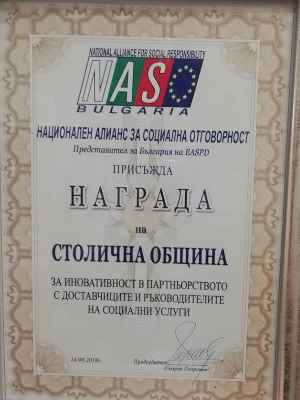 NATIONAL ALLIANCE FOR SOCIAL RESPONSIBILITY
NASO
BULGARIA
НАЦИОНАЛЕН АЛИАНС ЗА СОЦИАЛНА ОТГОВОРНОСТ
Представител за България на EASPD
ПРИСЪЖДА
НАГРАДА
на
СТОЛИЧНА ОБЩИНА
ЗА ИНОВАТИВНОСТ В ПАРТНЬОРСТВОТО
С ДОСТАВЧИЦИТЕ И РЪКОВОДИТЕЛИТЕ
НА СОЦИАЛНИ УСЛУГИ
Председател: